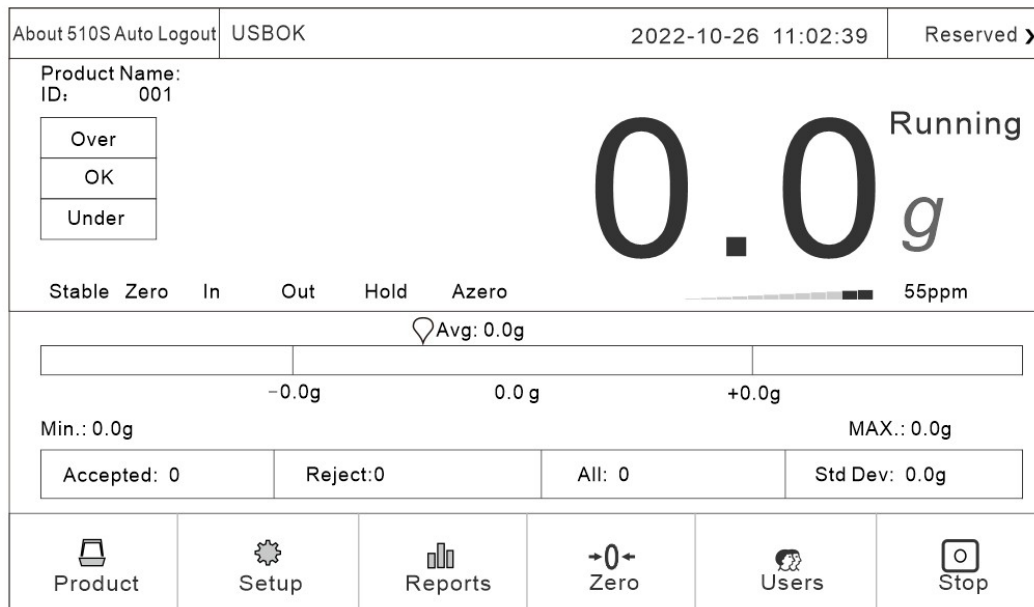 About 510S Auto Logout USBOK 2022-10-26 11:02:39 Reserved ❯
Product Name:
ID: 001
Running
Over
OK
Under
0.0 g
Stable Zero In Out Hold Azero 55ppm
Avg: 0.0g
-0.0g 0.0 g +0.0g
Min.: 0.0g MAX.: 0.0g
Accepted: 0 Reject:0 All: 0 Std Dev: 0.0g
→0←
Product Setup Reports Zero Users Stop